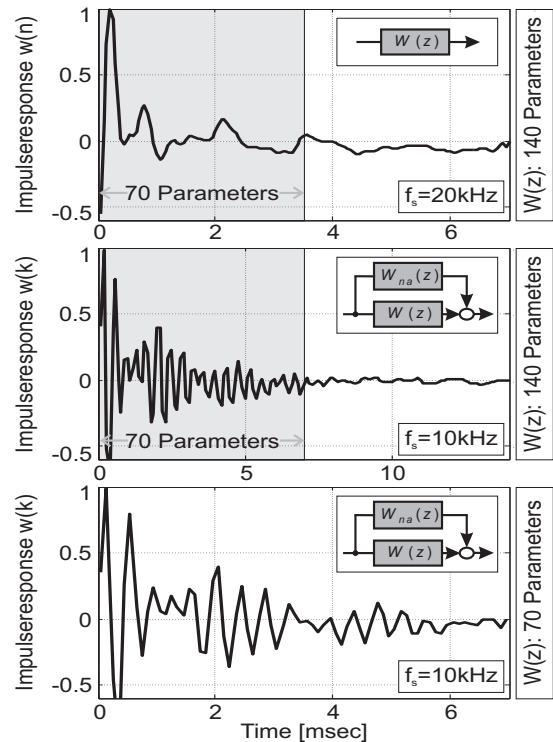 Impulseresponse w(n)
1
0.5
0
-0.5
W(z)
70 Parameters
fs=20kHz
0 2 4 6
W(z): 140 Parameters
Impulseresponse w(k)
1
0.5
0
-0.5
Wna(z)
W(z)
70 Parameters
fs=10kHz
0 5 10
W(z): 140 Parameters
Impulseresponse w(k)
1
0.5
0
-0.5
Wna(z)
W(z)
fs=10kHz
0 2 4 6
Time [msec]
W(z): 70 Parameters